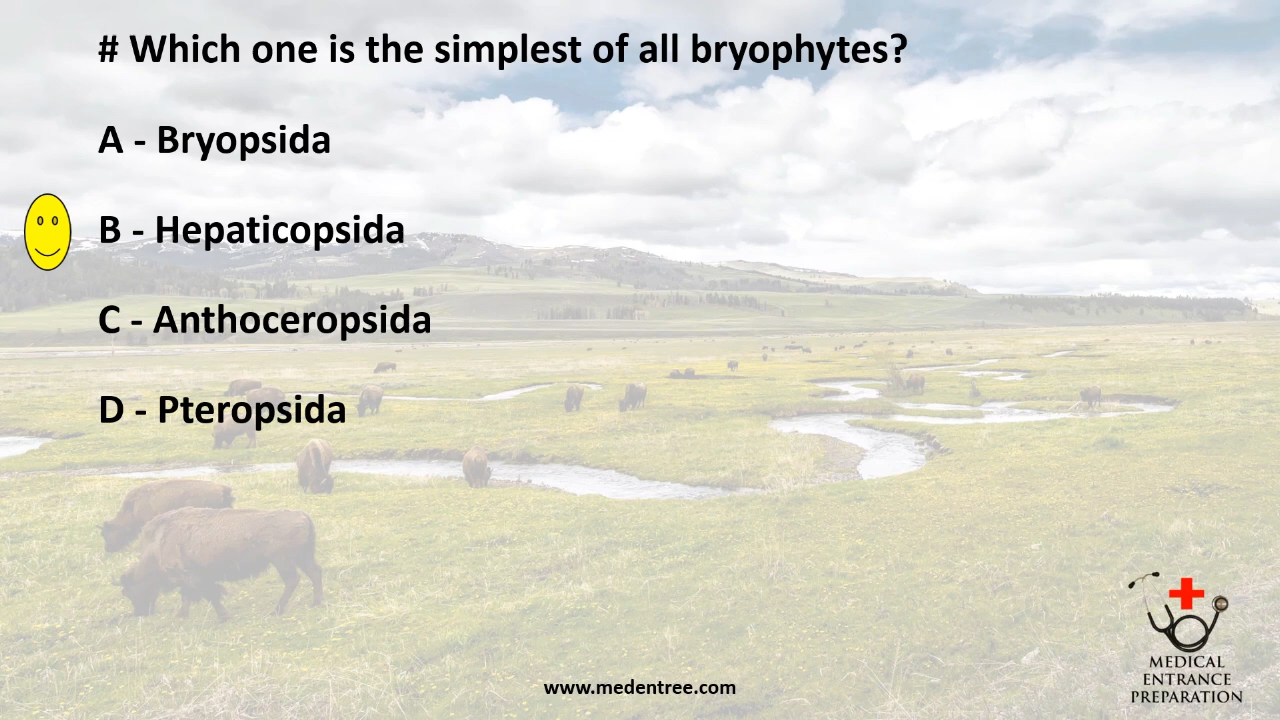 # Which one is the simplest of all bryophytes?
A - Bryopsida
B - Hepaticopsida
C - Anthoceropsida
D - Pteropsida
www.medentree.com
MEDICAL
ENTRANCE
PREPARATION